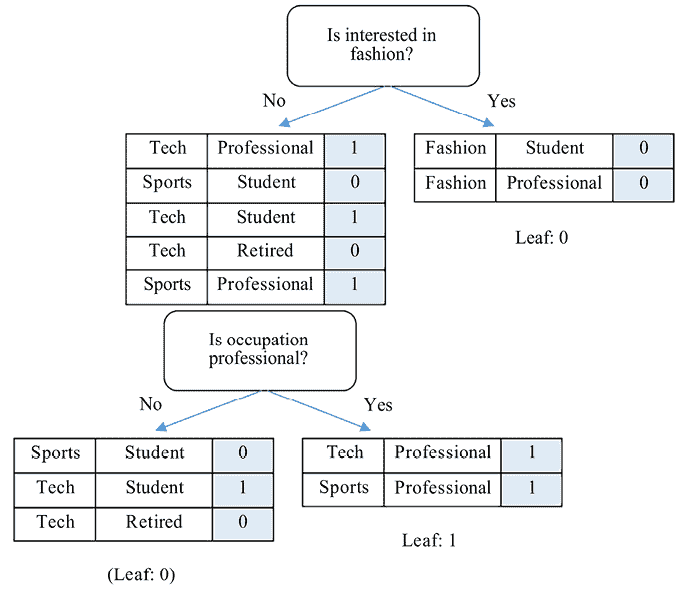 Is interested in
fashion?
No
Yes
Tech Professional 1
Sports Student 0
Tech Student 1
Tech Retired 0
Sports Professional 1
Fashion Student 0
Fashion Professional 0
Leaf: 0
Is occupation
professional?
No
Yes
Sports Student 0
Tech Student 1
Tech Retired 0
(Leaf: 0)
Tech Professional 1
Sports Professional 1
Leaf: 1